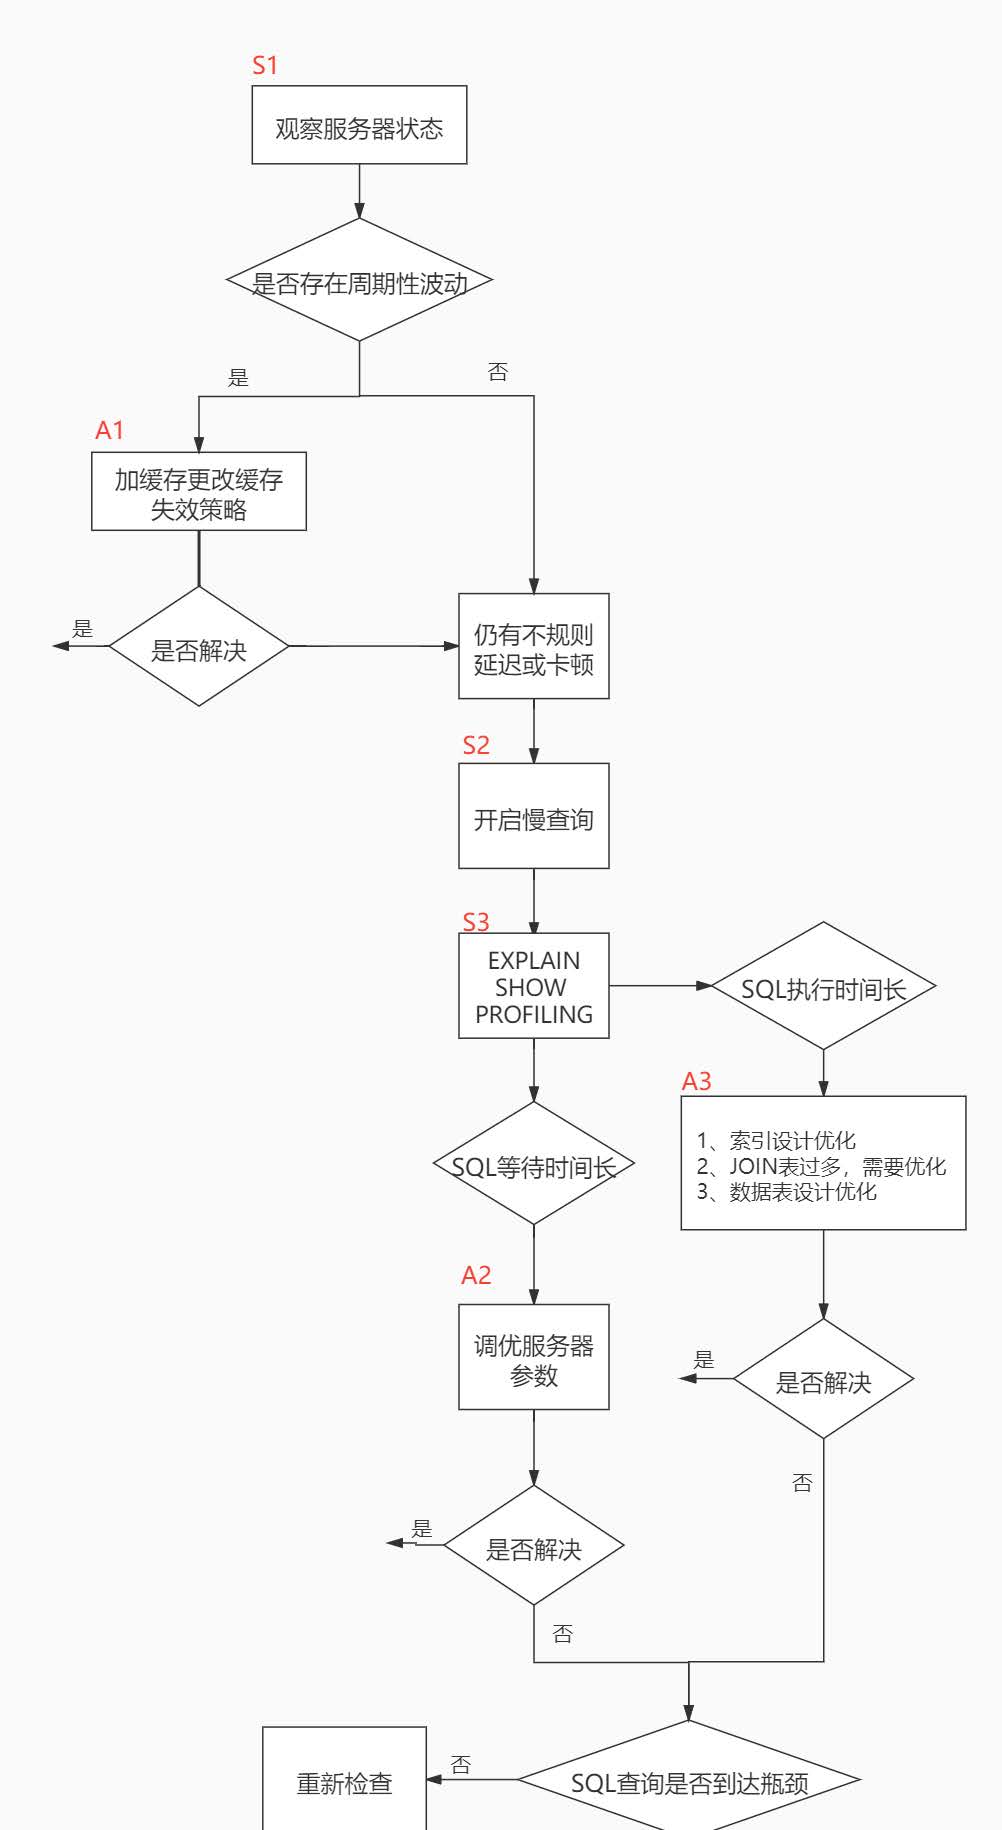 S1
观察服务器状态
是否存在周期性波动
是
否
A1
加缓存更改缓存
失效策略
是
是否解决
仍有不规则
延迟或卡顿
S2
开启慢查询
S3
EXPLAIN
SHOW
PROFILING
SQL执行时间长
A3
1、索引设计优化
2、JOIN表过多，需要优化
3、数据表设计优化
SQL等待时间长
A2
调优服务器
参数
是
是否解决
否
是
是否解决
否
SQL查询是否到达瓶颈
否
重新检查